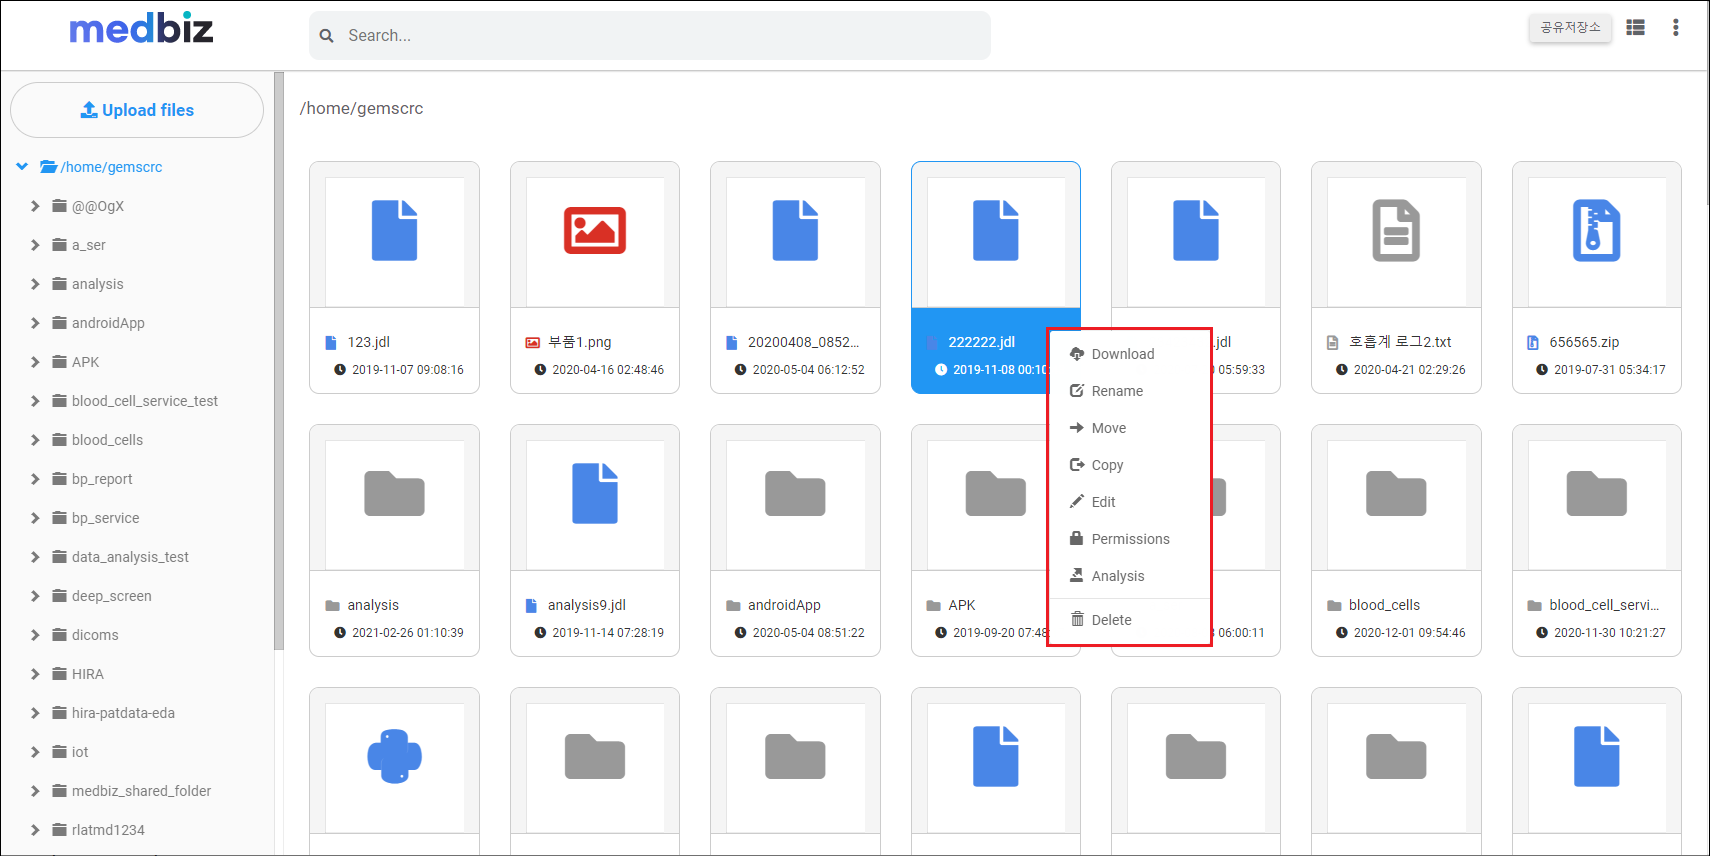 medbiz
Search...
공유저장소
Upload files
/home/gemscrc
@@OgX
a_ser
analysis
androidApp
APK
blood_cell_service_test
blood_cells
bp_report
bp_service
data_analysis_test
deep_screen
dicoms
HIRA
hira-patdata-eda
iot
medbiz_shared_folder
rlatmd1234
/home/gemscrc
123.jdl
2019-11-07 09:08:16
부품1.png
2020-04-16 02:48:46
20200408_0852...
2020-05-04 06:12:52
222222.jdl
2019-11-08 00:10
.jdl
05:59:33
호흡계 로그2.txt
2020-04-21 02:29:26
656565.zip
2019-07-31 05:34:17
Download
Rename
Move
Copy
Edit
Permissions
Analysis
Delete
analysis
2021-02-26 01:10:39
analysis9.jdl
2019-11-14 07:28:19
androidApp
2020-05-04 08:51:22
APK
2019-09-20 07:48
06:00:11
blood_cells
2020-12-01 09:54:46
blood_cell_servi...
2020-11-30 10:21:27